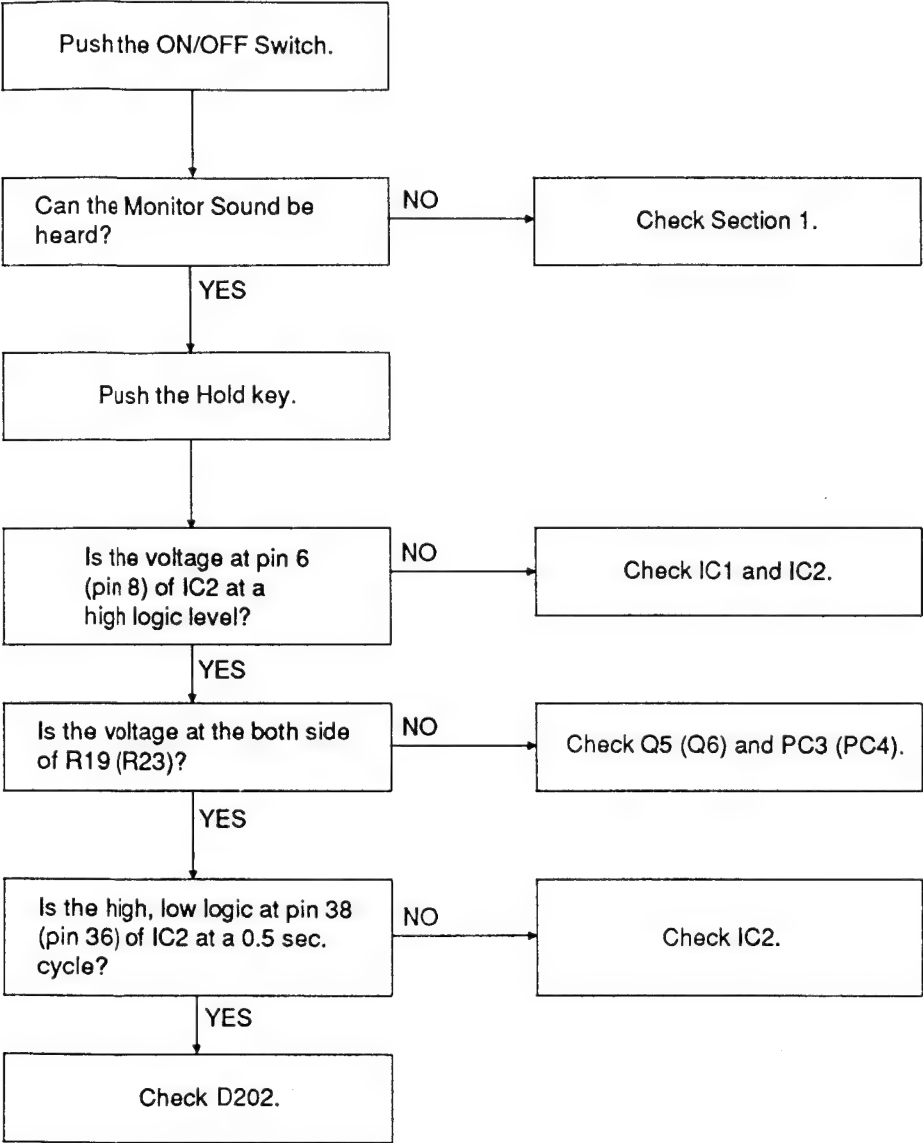 Push the ON/OFF Switch.
Can the Monitor Sound be
heard?
NO
Check Section 1.
YES
Push the Hold key.
Is the voltage at pin 6
(pin 8) of IC2 at a
high logic level?
NO
Check IC1 and IC2.
YES
Is the voltage at the both side
of R19 (R23)?
NO
Check Q5 (Q6) and PC3 (PC4).
YES
Is the high, low logic at pin 38
(pin 36) of IC2 at a 0.5 sec.
cycle?
NO
Check IC2.
YES
Check D202.